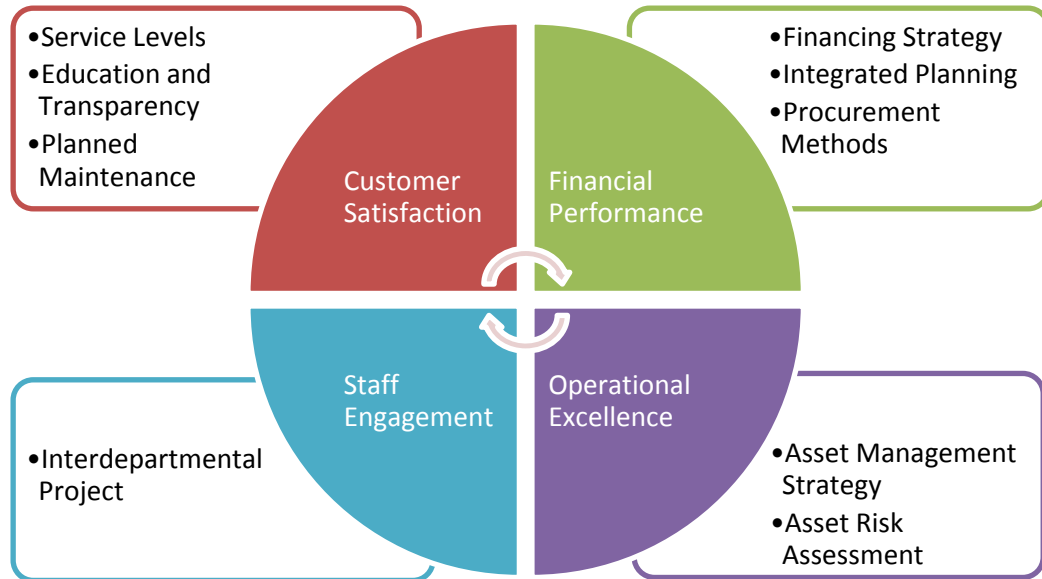 •Service Levels
•Education and
Transparency
•Planned
Maintenance
Customer
Satisfaction
Financial
Performance
•Financing Strategy
•Integrated Planning
•Procurement
Methods
Staff
Engagement
Operational
Excellence
•Interdepartmental
Project
•Asset Management
Strategy
•Asset Risk
Assessment